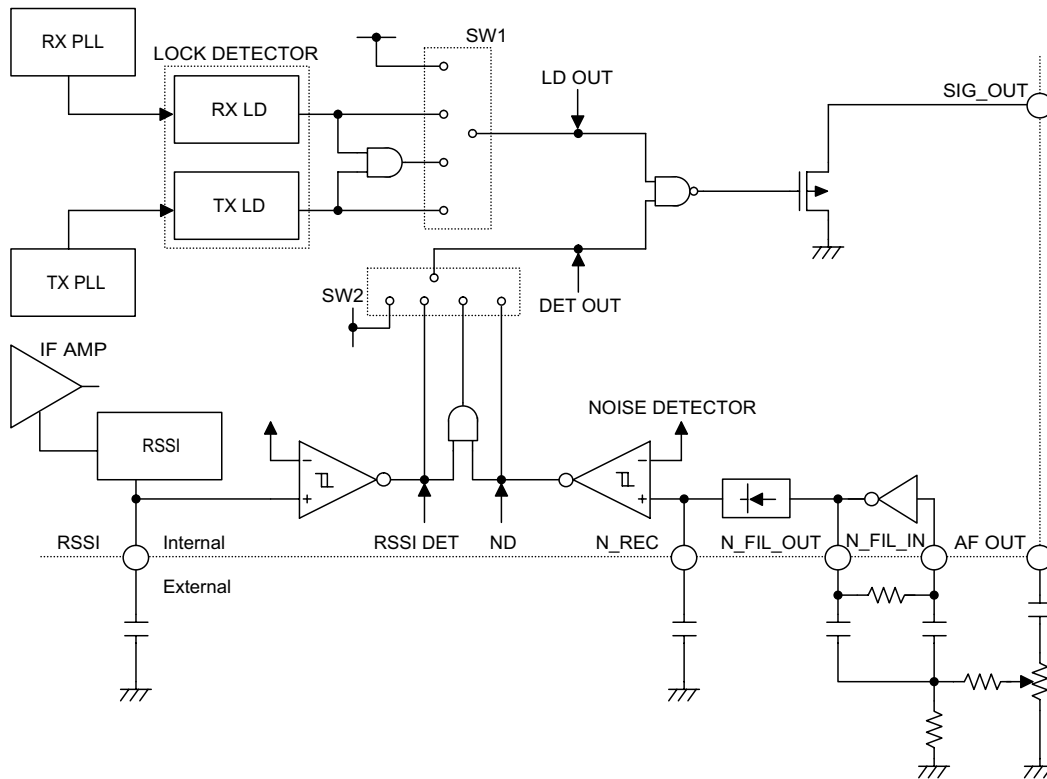 RX PLL
SW1
LOCK DETECTOR
LD OUT
SIG_OUT
RX LD
TX LD
TX PLL
SW2
DET OUT
IF AMP
NOISE DETECTOR
RSSI
−
−
+
+
RSSI
Internal
RSSI DET
ND
N_REC
N_FIL_OUT
N_FIL_IN
AF OUT
External